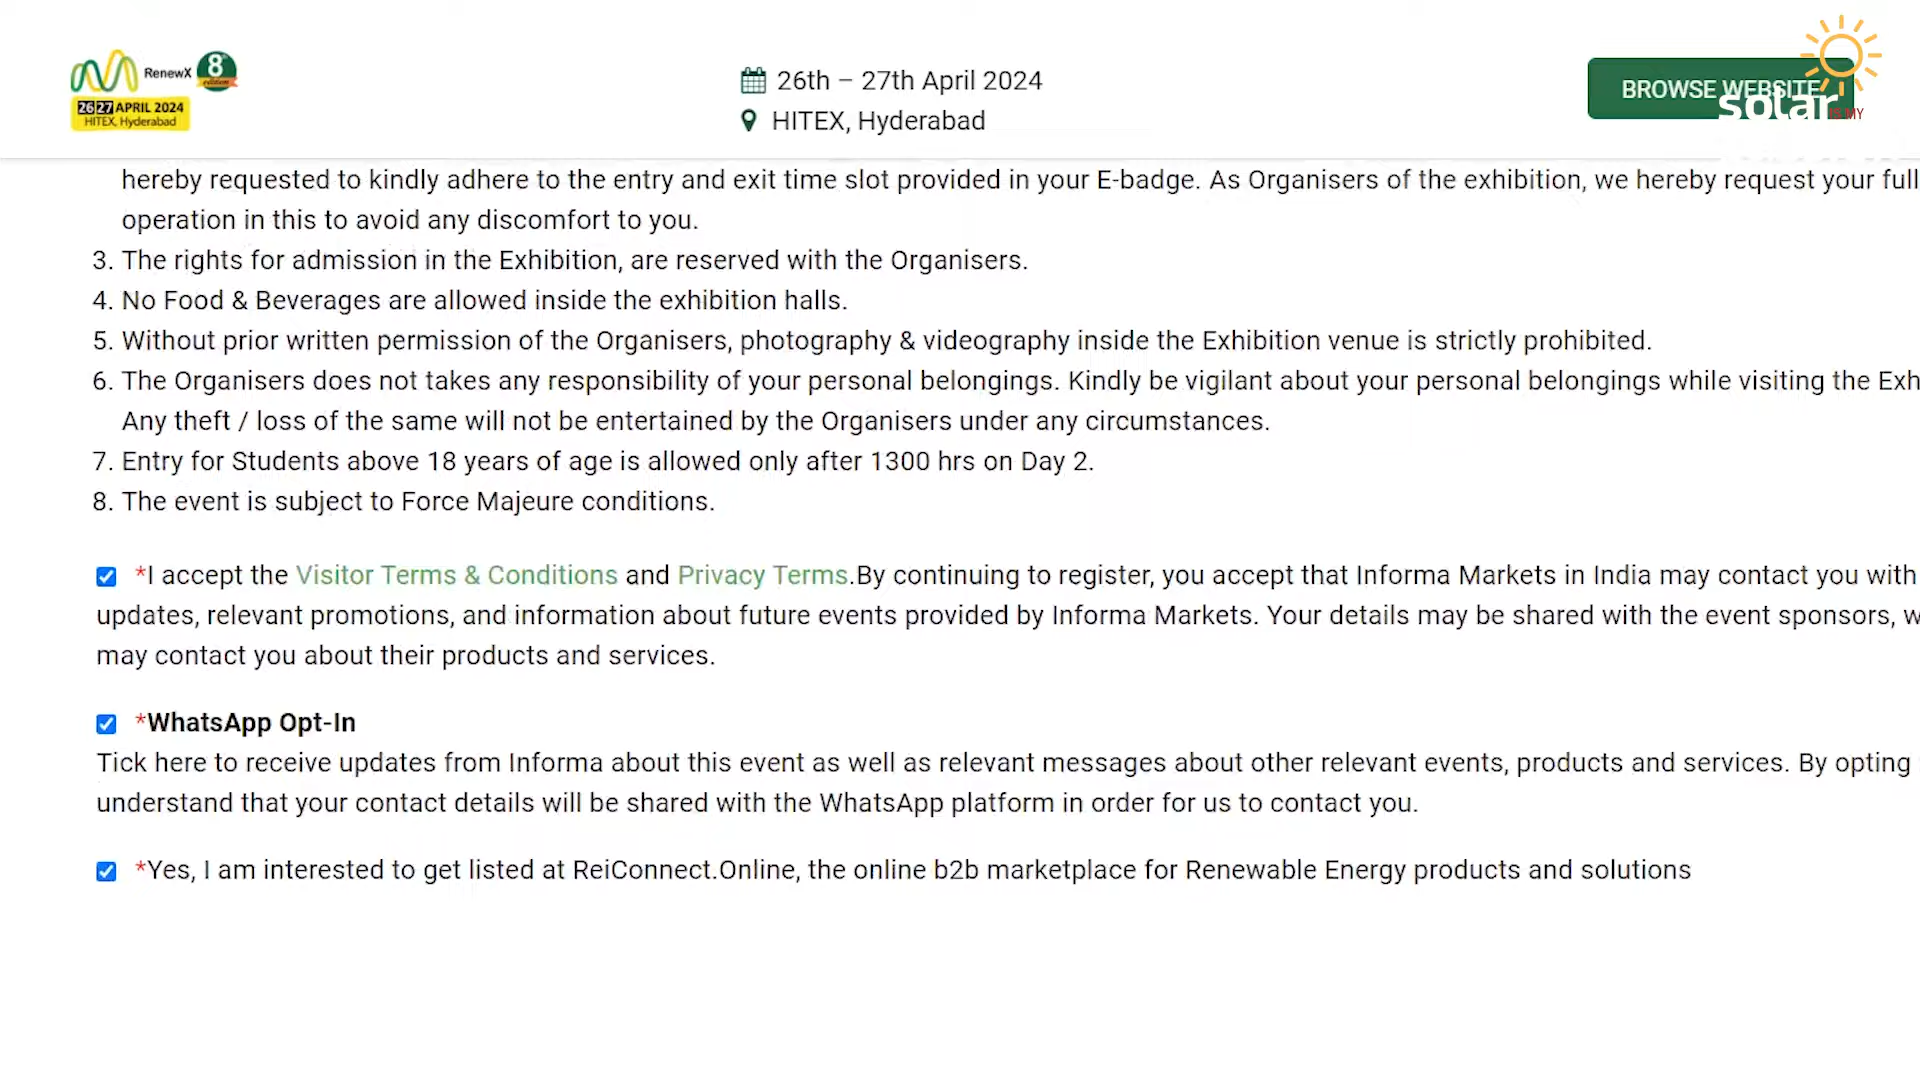 RenewX 8 edition
26 27 APRIL 2024
HITEX, Hyderabad
26th – 27th April 2024
HITEX, Hyderabad
BROWSE WEBSITE
solar IS MY
hereby requested to kindly adhere to the entry and exit time slot provided in your E-badge. As Organisers of the exhibition, we hereby request your full
operation in this to avoid any discomfort to you.
3. The rights for admission in the Exhibition, are reserved with the Organisers.
4. No Food & Beverages are allowed inside the exhibition halls.
5. Without prior written permission of the Organisers, photography & videography inside the Exhibition venue is strictly prohibited.
6. The Organisers does not takes any responsibility of your personal belongings. Kindly be vigilant about your personal belongings while visiting the Exh
Any theft / loss of the same will not be entertained by the Organisers under any circumstances.
7. Entry for Students above 18 years of age is allowed only after 1300 hrs on Day 2.
8. The event is subject to Force Majeure conditions.
*I accept the Visitor Terms & Conditions and Privacy Terms.By continuing to register, you accept that Informa Markets in India may contact you with
updates, relevant promotions, and information about future events provided by Informa Markets. Your details may be shared with the event sponsors, w
may contact you about their products and services.
*WhatsApp Opt-In
Tick here to receive updates from Informa about this event as well as relevant messages about other relevant events, products and services. By opting
understand that your contact details will be shared with the WhatsApp platform in order for us to contact you.
*Yes, I am interested to get listed at ReiConnect.Online, the online b2b marketplace for Renewable Energy products and solutions